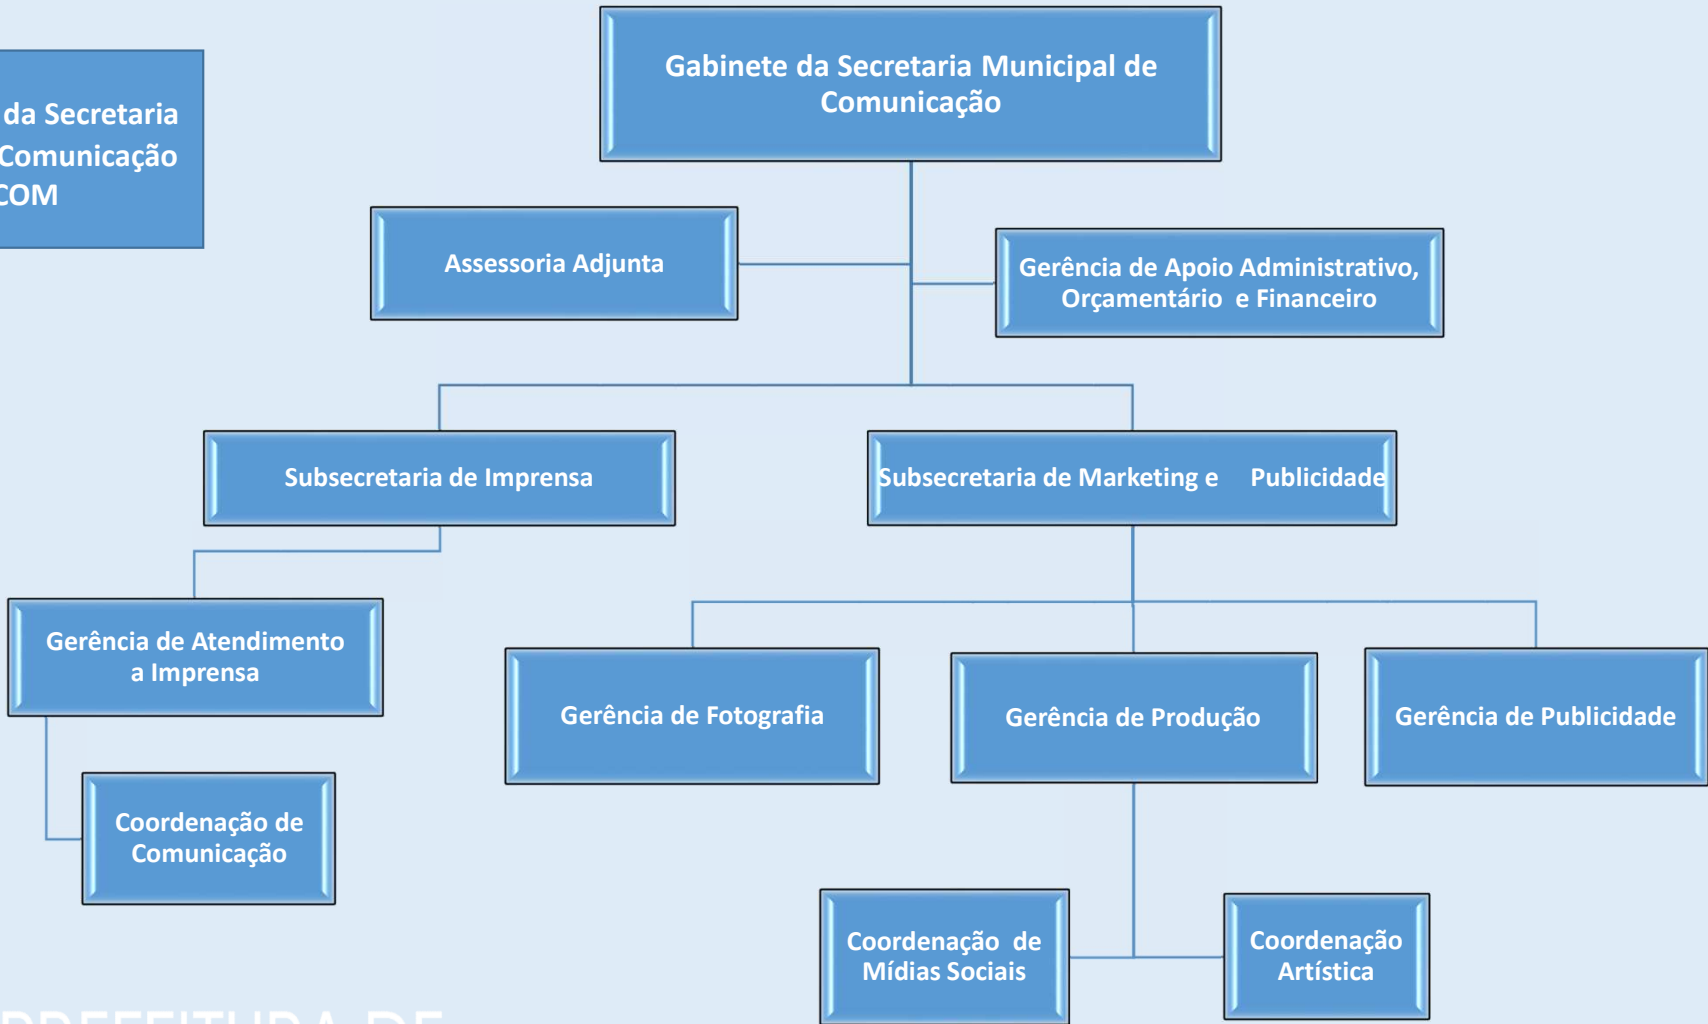 Gabinete da Secretaria Municipal de
Comunicação
da Secretaria
Comunicação
COM
Assessoria Adjunta
Gerência de Apoio Administrativo,
Orçamentário e Financeiro
Subsecretaria de Imprensa
Subsecretaria de Marketing e Publicidade
Gerência de Atendimento
a Imprensa
Gerência de Fotografia
Gerência de Produção
Gerência de Publicidade
Coordenação de
Comunicação
Coordenação de
Mídias Sociais
Coordenação
Artística
PREFEITURA DE